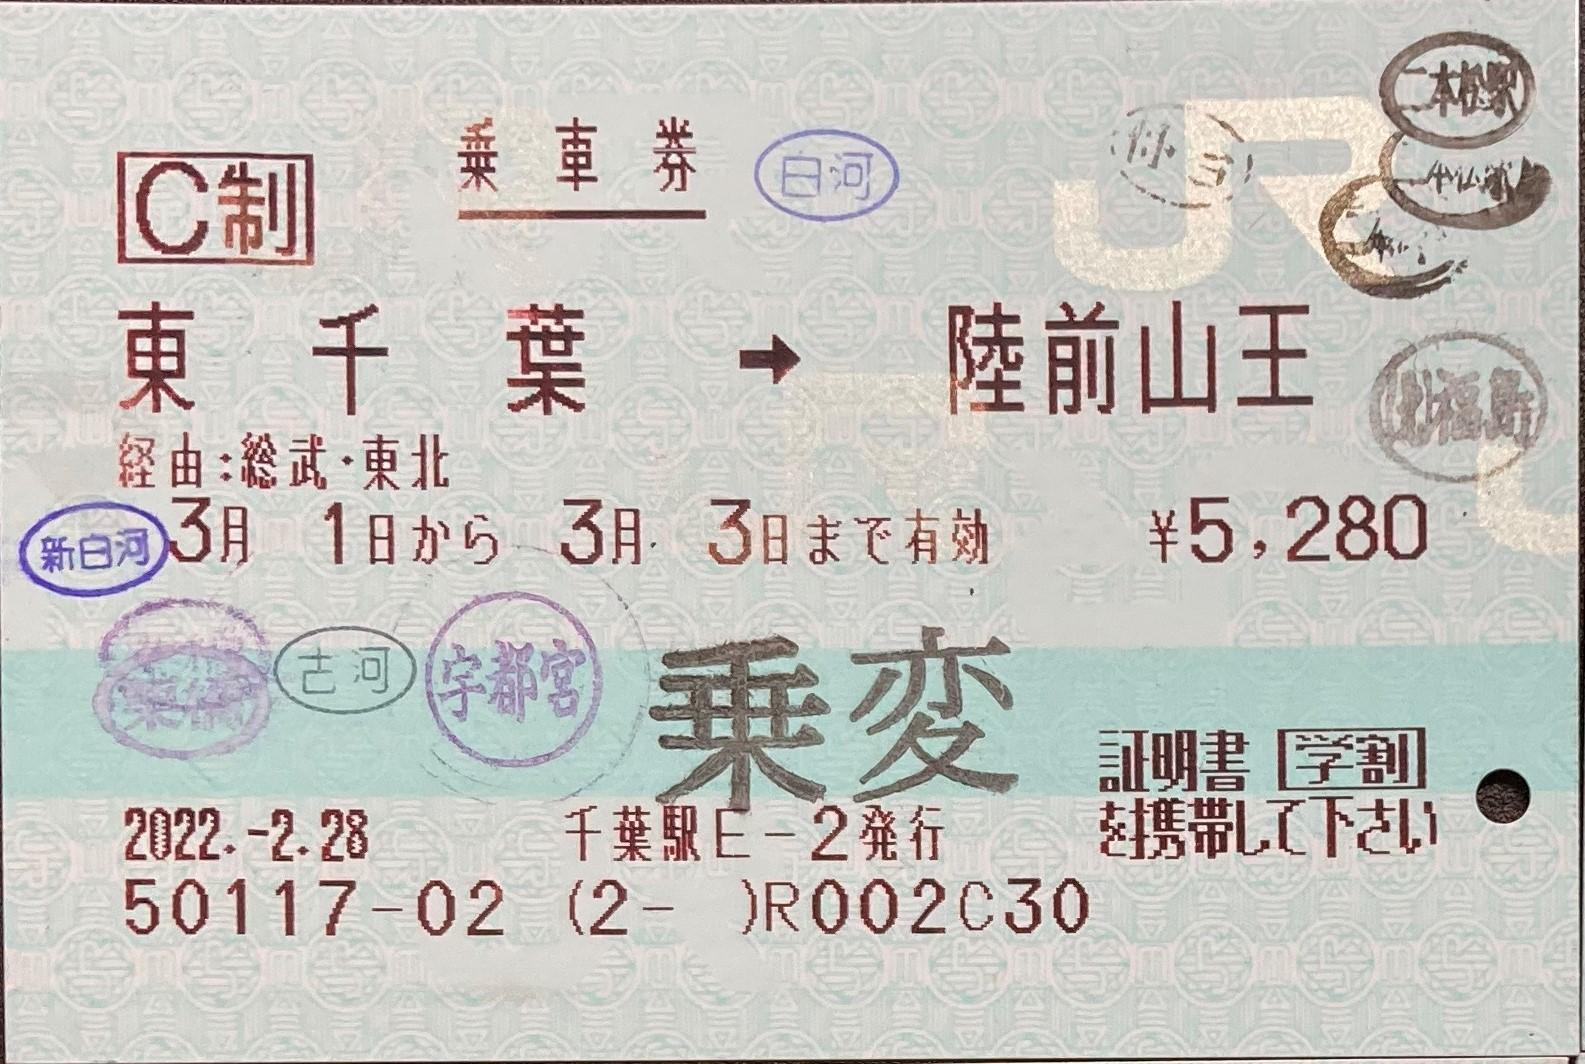 二本松駅
乗車券
白河
JR
C制
東千葉 → 陸前山王
北福島
経由:総武・東北
新白河
3月 1日から 3月 3日まで有効 ¥5,280
古河
宇都宮
乗変
証明書 学割
を携帯して下さい
2022.-2.28 千葉駅E-2発行
50117-02 (2- )R002C30